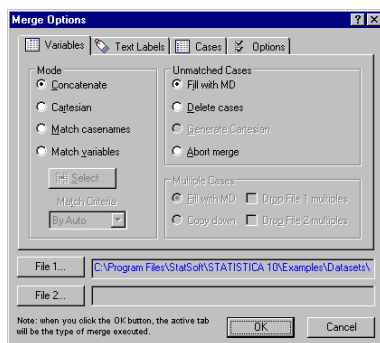 Merge Options
Variables Text Labels Cases Options
Mode
Concatenate
Cartesian
Match casenames
Match variables
Select
Match Criteria
By Auto
Unmatched Cases
Fill with MD
Delete cases
Generate Cartesian
Abort merge
Multiple Cases
Fill with MD Drop File 1 multiples
Copy down Drop File 2 multiples
File 1... C:\Program Files\StatSoft\STATISTICA 10\Examples\Datasets\
File 2...
Note: when you click the OK button, the active tab
will be the type of merge executed.
OK Cancel